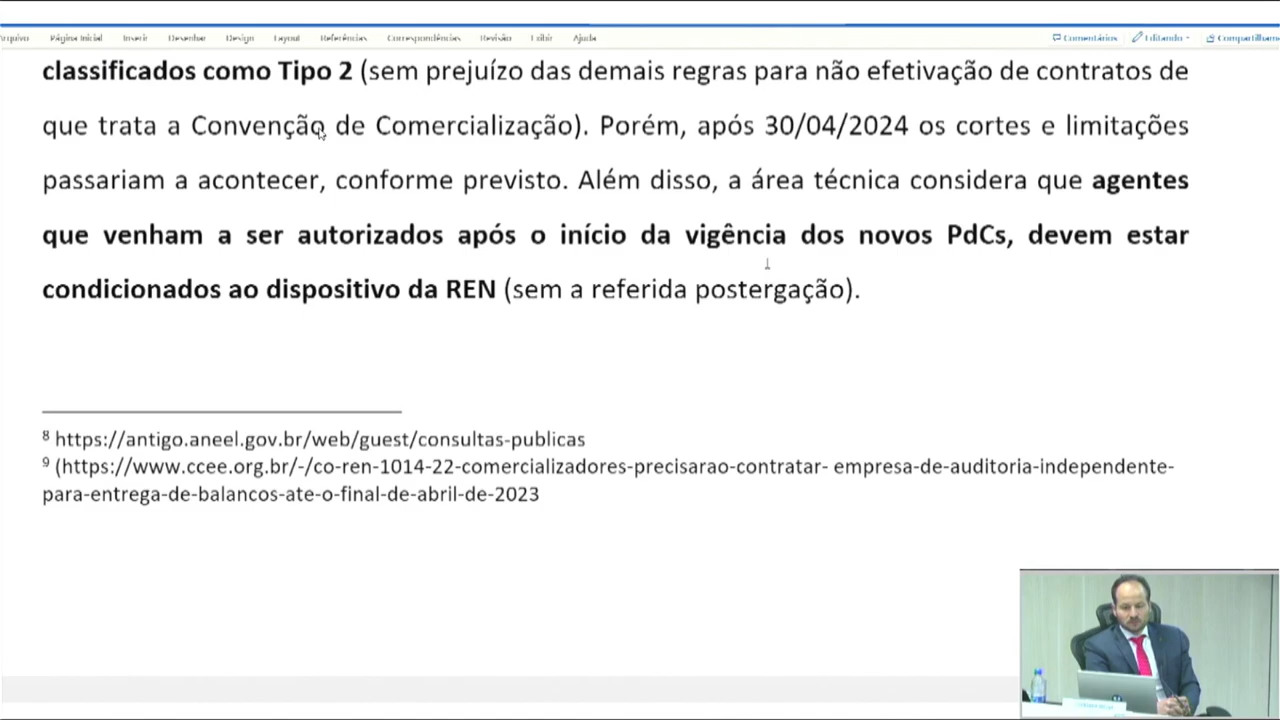 Arquivo Página Inicial Inserir Desenhar Design Layout Referências Correspondências Revisão Exibir Ajuda Comentários Editando
classificados como Tipo 2 (sem prejuízo das demais regras para não efetivação de contratos de
que trata a Convenção de Comercialização). Porém, após 30/04/2024 os cortes e limitações
passariam a acontecer, conforme previsto. Além disso, a área técnica considera que agentes
que venham a ser autorizados após o início da vigência dos novos PdCs, devem estar
condicionados ao dispositivo da REN (sem a referida postergação).
8 https://antigo.aneel.gov.br/web/guest/consultas-publicas
9 (https://www.ccee.org.br/-/co-ren-1014-22-comercializadores-precisarao-contratar- empresa-de-auditoria-independente-
para-entrega-de-balancos-ate-o-final-de-abril-de-2023